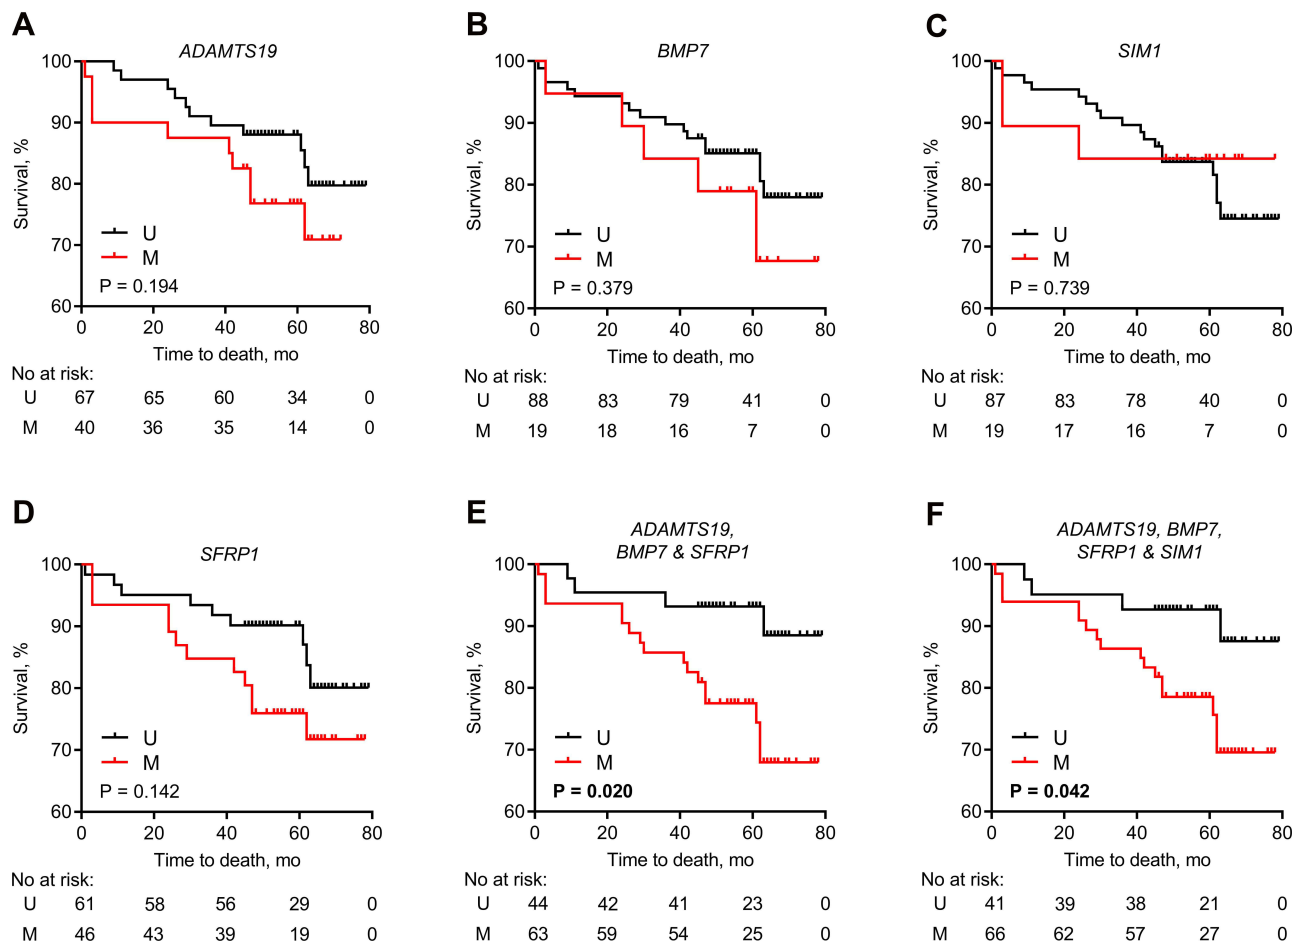 A
ADAMTS19
100
90
80
70
60
Survival, %
U
M
P = 0.194
0 20 40 60 80
Time to death, mo
No at risk:
U 67 65 60 34 0
M 40 36 35 14 0
B
BMP7
100
90
80
70
60
Survival, %
U
M
P = 0.379
0 20 40 60 80
Time to death, mo
No at risk:
U 88 83 79 41 0
M 19 18 16 7 0
C
SIM1
100
90
80
70
60
Survival, %
U
M
P = 0.739
0 20 40 60 80
Time to death, mo
No at risk:
U 87 83 78 40 0
M 19 17 16 7 0
D
SFRP1
100
90
80
70
60
Survival, %
U
M
P = 0.142
0 20 40 60 80
Time to death, mo
No at risk:
U 61 58 56 29 0
M 46 43 39 19 0
E
ADAMTS19,
BMP7 & SFRP1
100
90
80
70
60
Survival, %
U
M
P = 0.020
0 20 40 60 80
Time to death, mo
No at risk:
U 44 42 41 23 0
M 63 59 54 25 0
F
ADAMTS19, BMP7,
SFRP1 & SIM1
100
90
80
70
60
Survival, %
U
M
P = 0.042
0 20 40 60 80
Time to death, mo
No at risk:
U 41 39 38 21 0
M 66 62 57 27 0